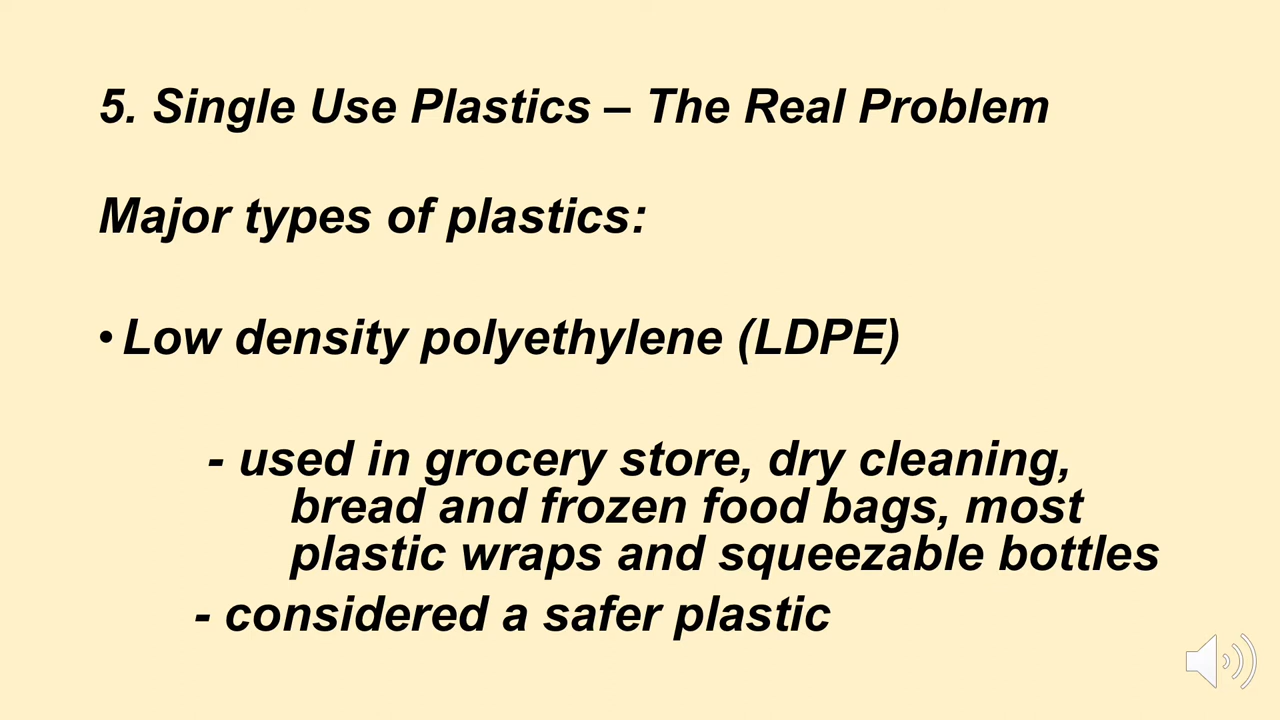 5. Single Use Plastics – The Real Problem
Major types of plastics:
• Low density polyethylene (LDPE)
- used in grocery store, dry cleaning,
bread and frozen food bags, most
plastic wraps and squeezable bottles
- considered a safer plastic